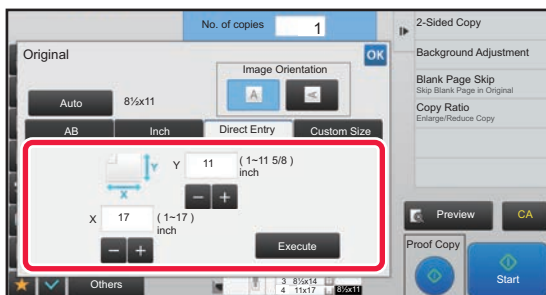 No. of copies 1
2-Sided Copy
Original
OK
Background Adjustment
Image Orientation
Blank Page Skip
Skip Blank Page in Original
A A
Auto 8½x11
Copy Ratio
Enlarge/Reduce Copy
AB Inch Direct Entry Custom Size
Y Y 11 ( 1~11 5/8 )
inch
X
X 17 ( 1~17 )
inch
Preview CA
Execute
Proof Copy
Start
Others
3 8½x14
4 11x17 8½x11